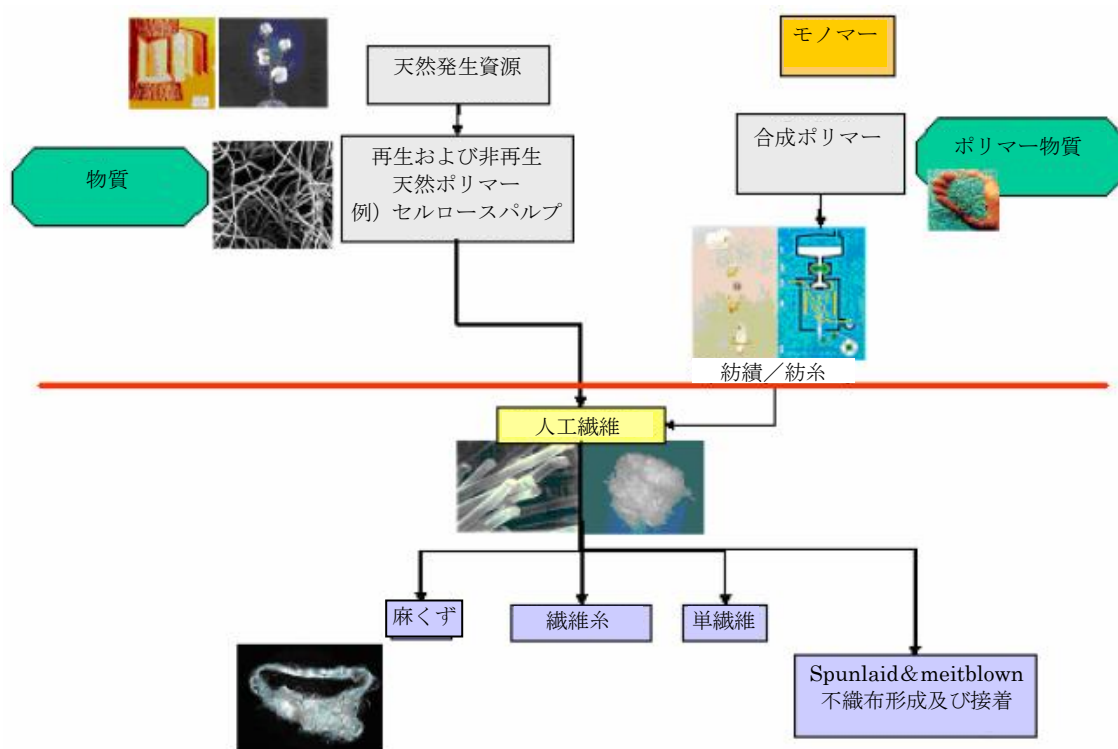 天然発生資源
モノマー
物質
再生および非再生
天然ポリマー
例）セルロースパルプ
合成ポリマー
ポリマー物質
紡績／紡糸
人工繊維
麻くず
繊維糸
単繊維
Spunlaid＆meitblown
不織布形成及び接着